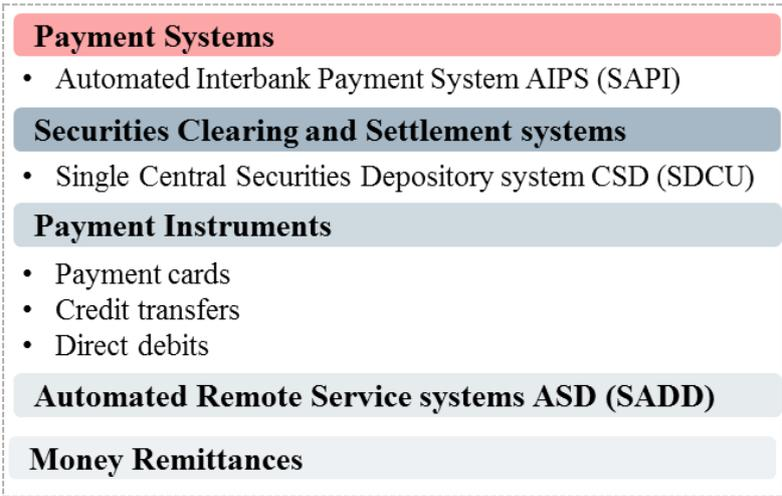 Payment Systems
• Automated Interbank Payment System AIPS (SAPI)
Securities Clearing and Settlement systems
• Single Central Securities Depository system CSD (SDCU)
Payment Instruments
• Payment cards
• Credit transfers
• Direct debits
Automated Remote Service systems ASD (SADD)
Money Remittances